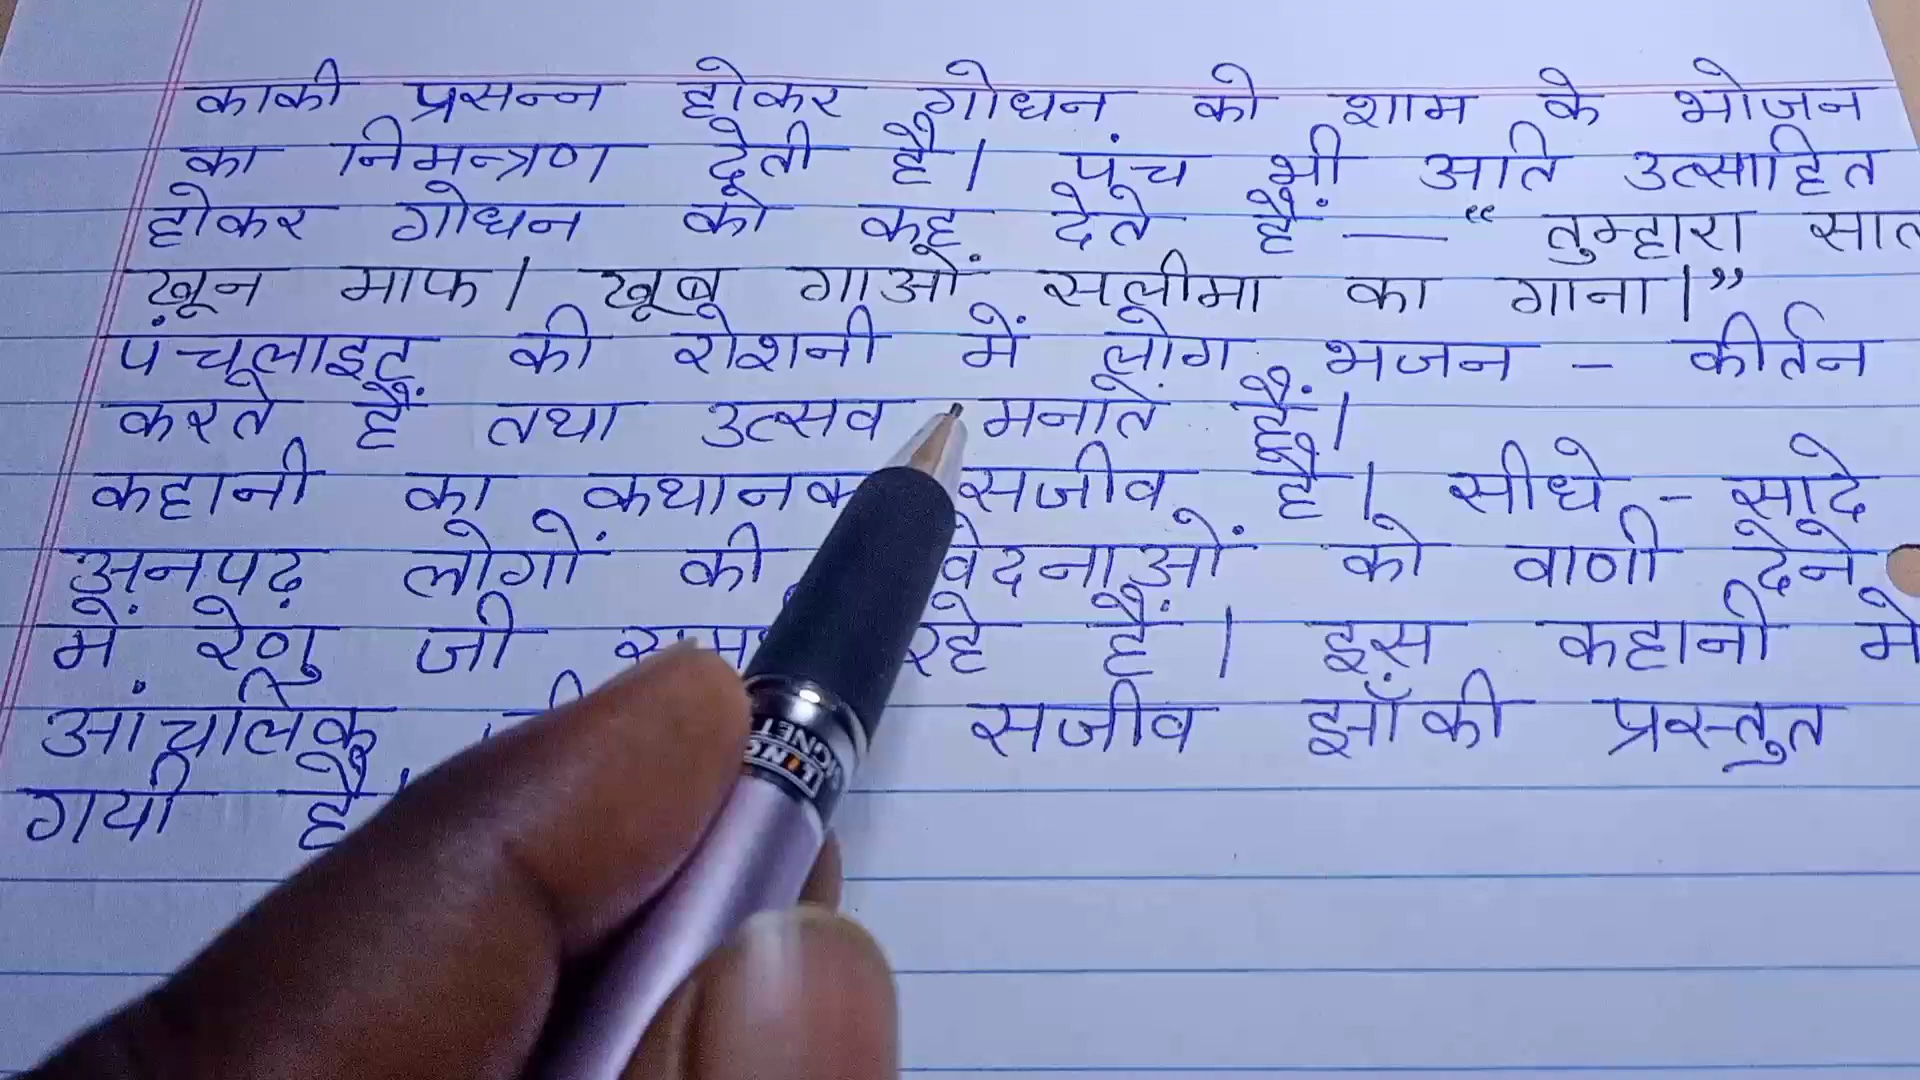 काकी प्रसन्न होकर गोधन को शाम के भोजन
का निमन्त्रण देती है। पंच भी अति उत्साहित
होकर गोधन को कह देते हैं — “ तुम्हारा सात
खून माफ। खूब गाओं सलीमा का गाना।”
पंचलाइट की रोशनी में लोग भजन - कीर्तन
करते हैं तथा उत्सव मनाते हैं।
कहानी का कथानक सजीव है। सीधे - सादे
अनपढ़ लोगों की को वाणी देने
में रेणु जी रहे हैं। इस कहानी में
आंचलिक सजीव झाँकी प्रस्तुत
गयी है